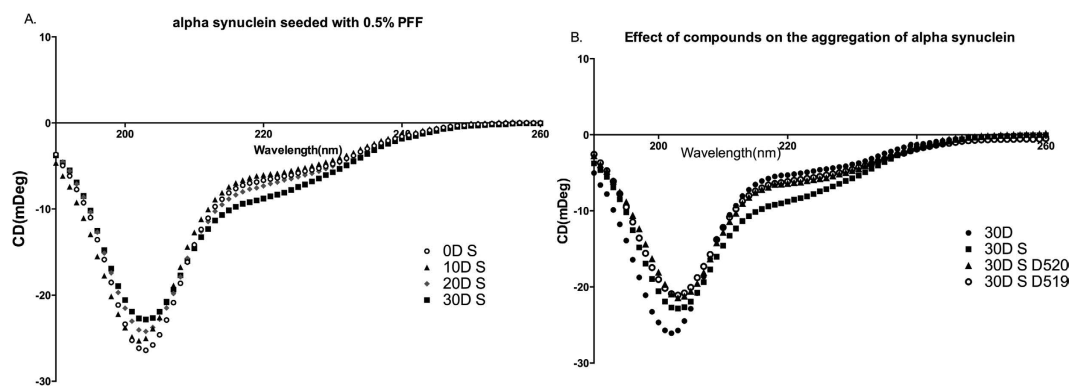 A.
alpha synuclein seeded with 0.5% PFF
10
0
-10
-20
-30
200
220
240
260
Wavelength(nm)
CD(mDeg)
0D S
10D S
20D S
30D S
B.
Effect of compounds on the aggregation of alpha synuclein
10
0
-10
-20
-30
200
220
240
260
Wavelength(nm)
CD(mDeg)
30D
30D S
30D S D520
30D S D519